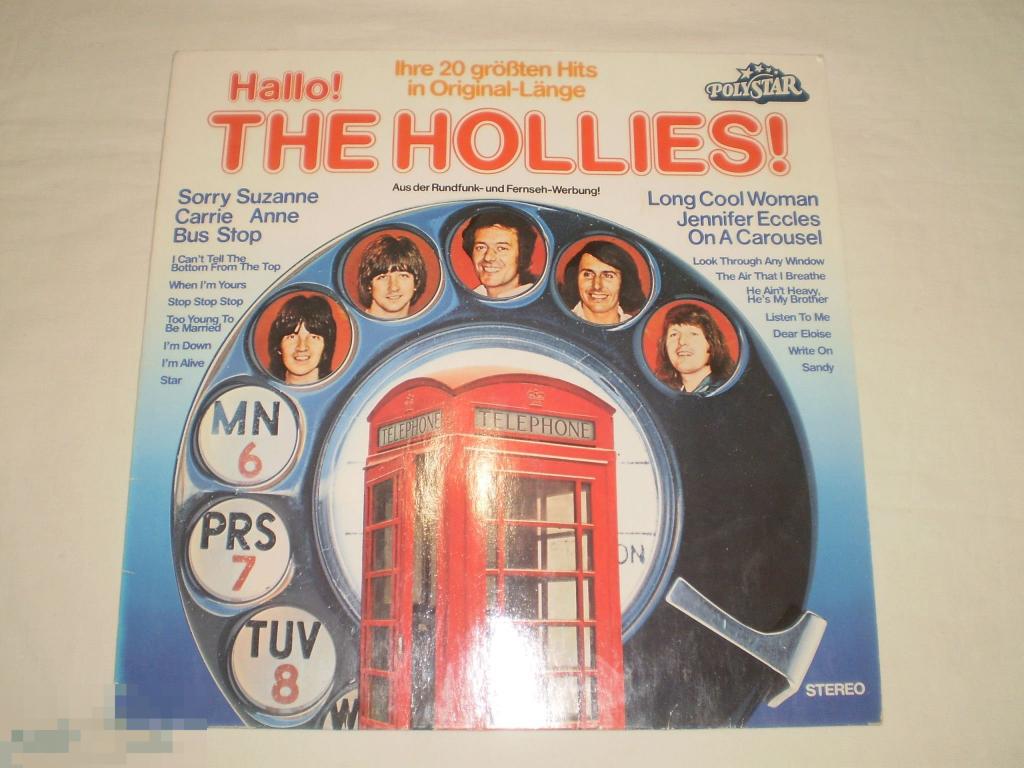 Hallo!
Ihre 20 größten Hits
in Original-Länge
POLYSTAR
THE HOLLIES!
Aus der Rundfunk- und Fernseh-Werbung!
Sorry Suzanne
Carrie Anne
Bus Stop
I Can't Tell The
Bottom From The Top
When I'm Yours
Stop Stop Stop
Too Young To
Be Married
I'm Down
I'm Alive
Star
Long Cool Woman
Jennifer Eccles
On A Carousel
Look Through Any Window
The Air That I Breathe
He Ain't Heavy,
He's My Brother
Listen To Me
Dear Eloise
Write On
Sandy
MN
6
PRS
7
TUV
8
W
TELEPHONE
TELEPHONE
ON
STEREO